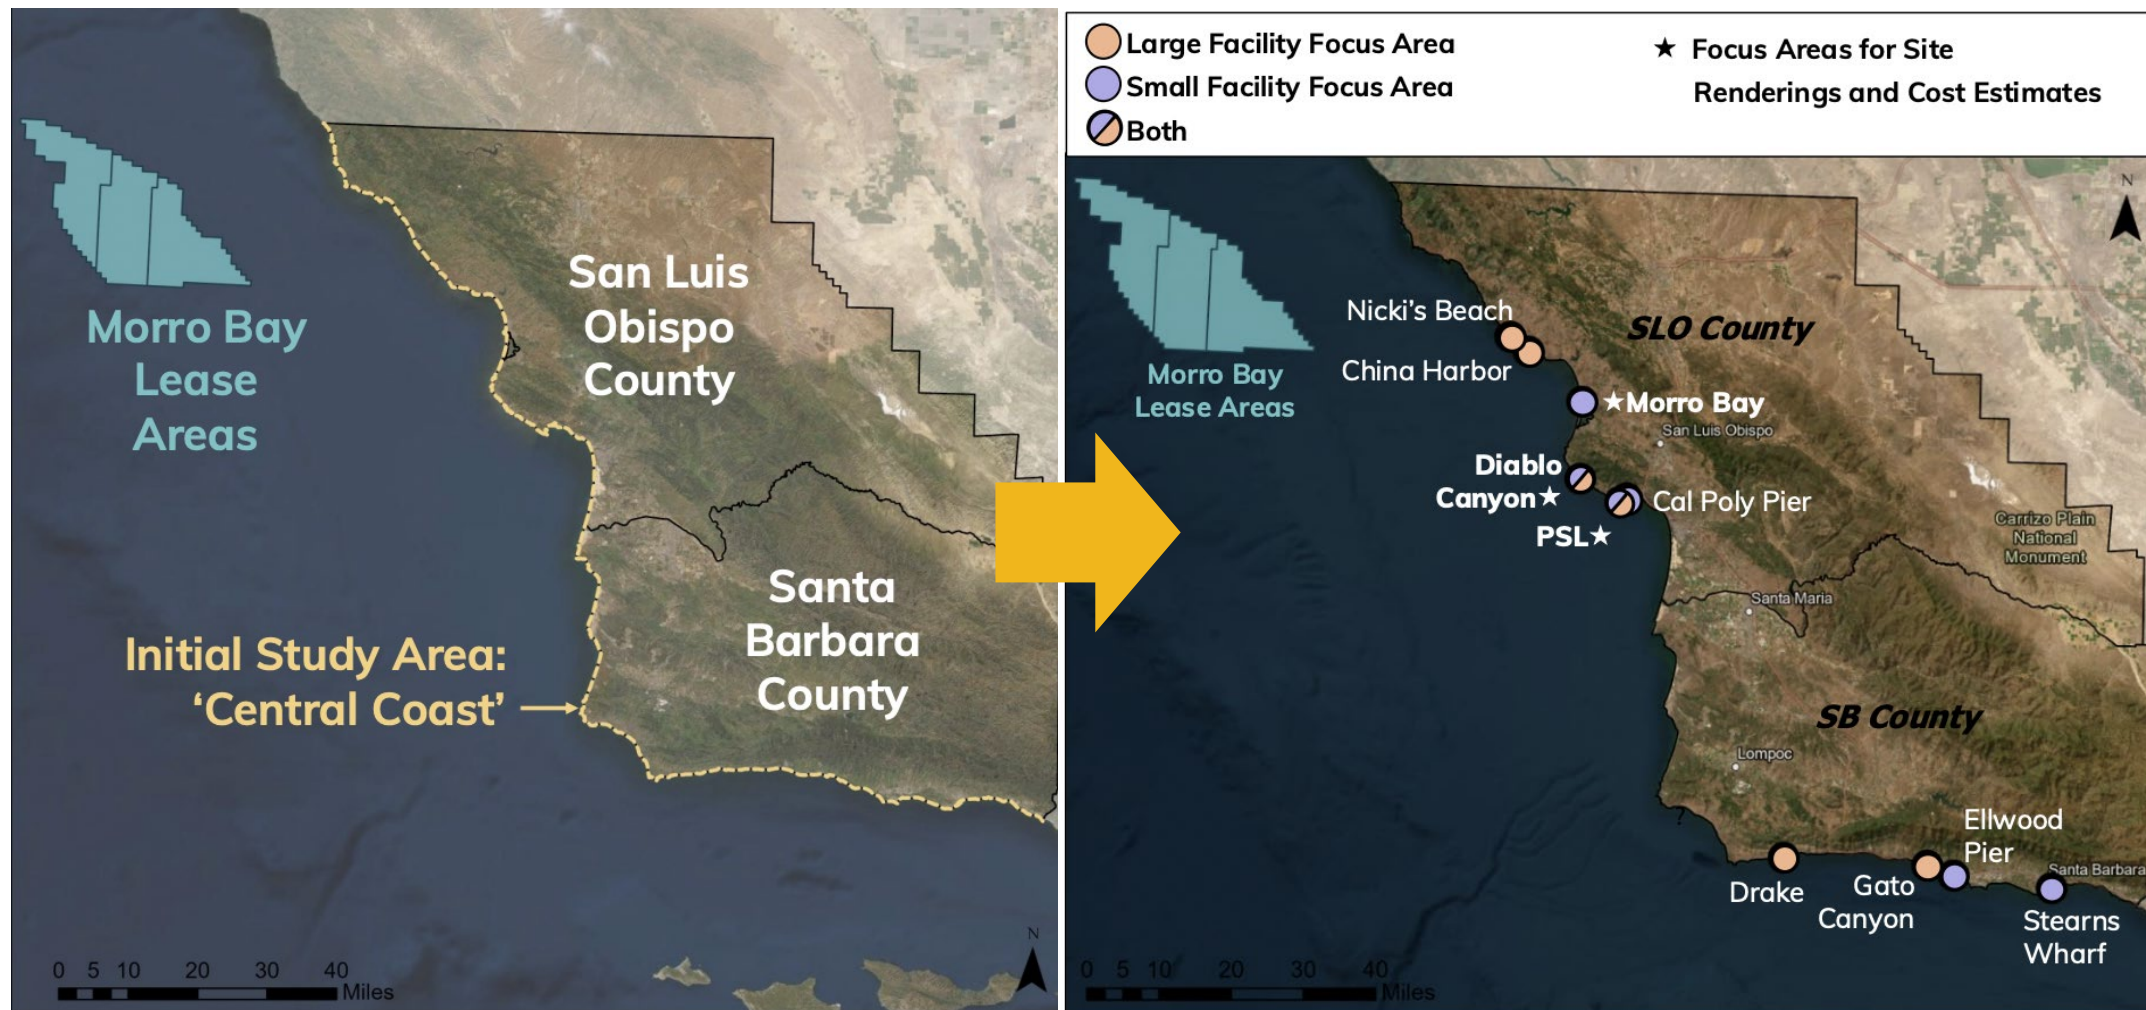 San Luis
Obispo
County
Morro Bay
Lease
Areas
Santa
Barbara
County
Initial Study Area:
‘Central Coast’
0 5 10 20 30 40
Miles
N
Large Facility Focus Area
Small Facility Focus Area
Both
★ Focus Areas for Site
Renderings and Cost Estimates
N
Nicki’s Beach
SLO County
China Harbor
Morro Bay
Lease Areas
★Morro Bay
San Luis Obispo
Diablo
Canyon★
Cal Poly Pier
PSL★
Carrizo Plain
National
Monument
Santa Maria
SB County
Lompoc
Ellwood
Pier
Santa Barbara
Drake
Gato
Canyon
Stearns
Wharf
0 5 10 20 30 40
Miles